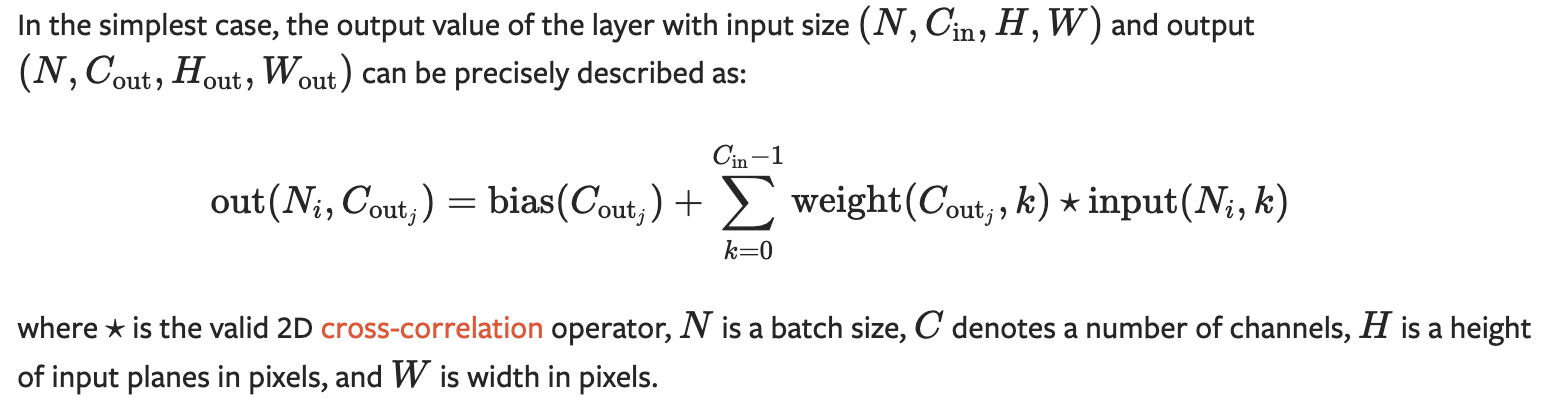 In the simplest case, the output value of the layer with input size $(N, C_{\text{in}}, H, W)$ and output
$(N, C_{\text{out}}, H_{\text{out}}, W_{\text{out}})$ can be precisely described as:
$\text{out}(N_i, C_{\text{out}_j}) = \text{bias}(C_{\text{out}_j}) + \sum_{k=0}^{C_{\text{in}}-1} \text{weight}(C_{\text{out}_j}, k) \star \text{input}(N_i, k)$
where $\star$ is the valid 2D cross-correlation operator, $N$ is a batch size, $C$ denotes a number of channels, $H$ is a height
of input planes in pixels, and $W$ is width in pixels.